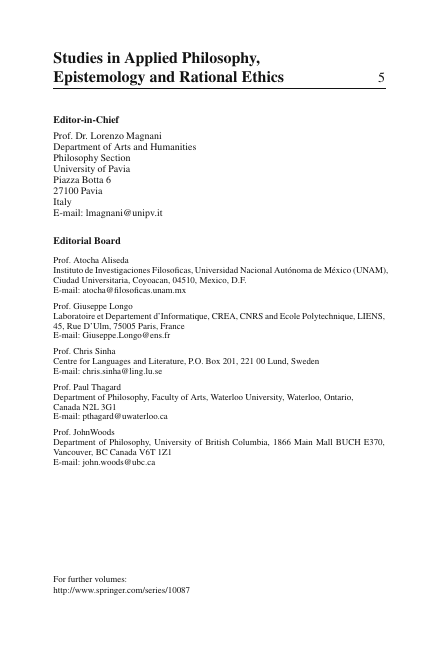 Studies in Applied Philosophy,
Epistemology and Rational Ethics 5
Editor-in-Chief
Prof. Dr. Lorenzo Magnani
Department of Arts and Humanities
Philosophy Section
University of Pavia
Piazza Botta 6
27100 Pavia
Italy
E-mail: lmagnani@unipv.it
Editorial Board
Prof. Atocha Aliseda
Instituto de Investigaciones Filosoficas, Universidad Nacional Autónoma de México (UNAM),
Ciudad Universitaria, Coyoacan, 04510, Mexico, D.F.
E-mail: atocha@filosoficas.unam.mx
Prof. Giuseppe Longo
Laboratoire et Departement d'Informatique, CREA, CNRS and Ecole Polytechnique, LIENS,
45, Rue D'Ulm, 75005 Paris, France
E-mail: Giuseppe.Longo@ens.fr
Prof. Chris Sinha
Centre for Languages and Literature, P.O. Box 201, 221 00 Lund, Sweden
E-mail: chris.sinha@ling.lu.se
Prof. Paul Thagard
Department of Philosophy, Faculty of Arts, Waterloo University, Waterloo, Ontario,
Canada N2L 3G1
E-mail: pthagard@uwaterloo.ca
Prof. JohnWoods
Department of Philosophy, University of British Columbia, 1866 Main Mall BUCH E370,
Vancouver, BC Canada V6T 1Z1
E-mail: john.woods@ubc.ca
For further volumes:
http://www.springer.com/series/10087